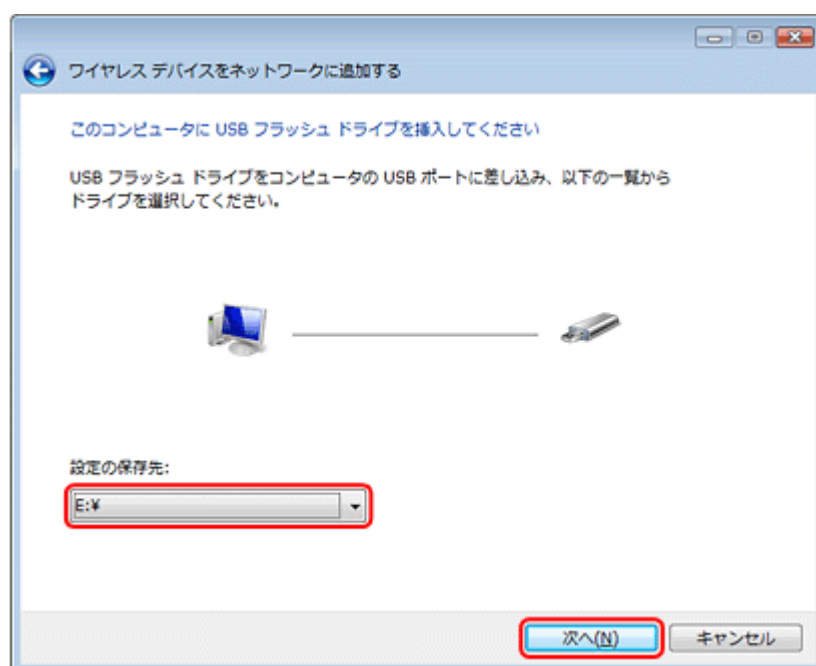 ワイヤレス デバイスをネットワークに追加する
このコンピュータに USB フラッシュ ドライブを挿入してください
USB フラッシュ ドライブをコンピュータの USB ポートに差し込み、以下の一覧から
ドライブを選択してください。
設定の保存先:
E:¥
次へ(N)
キャンセル